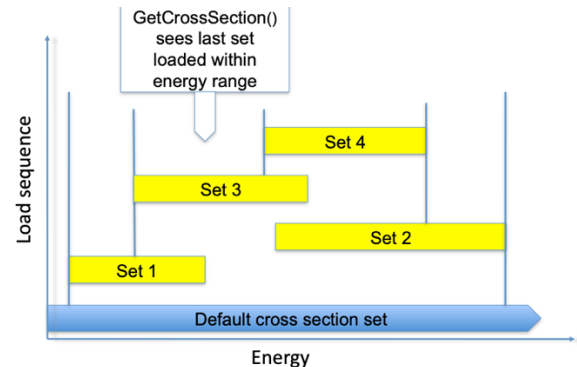 GetCrossSection()
sees last set
loaded within
energy range
Load sequence
Set 4
Set 3
Set 2
Set 1
Default cross section set
Energy